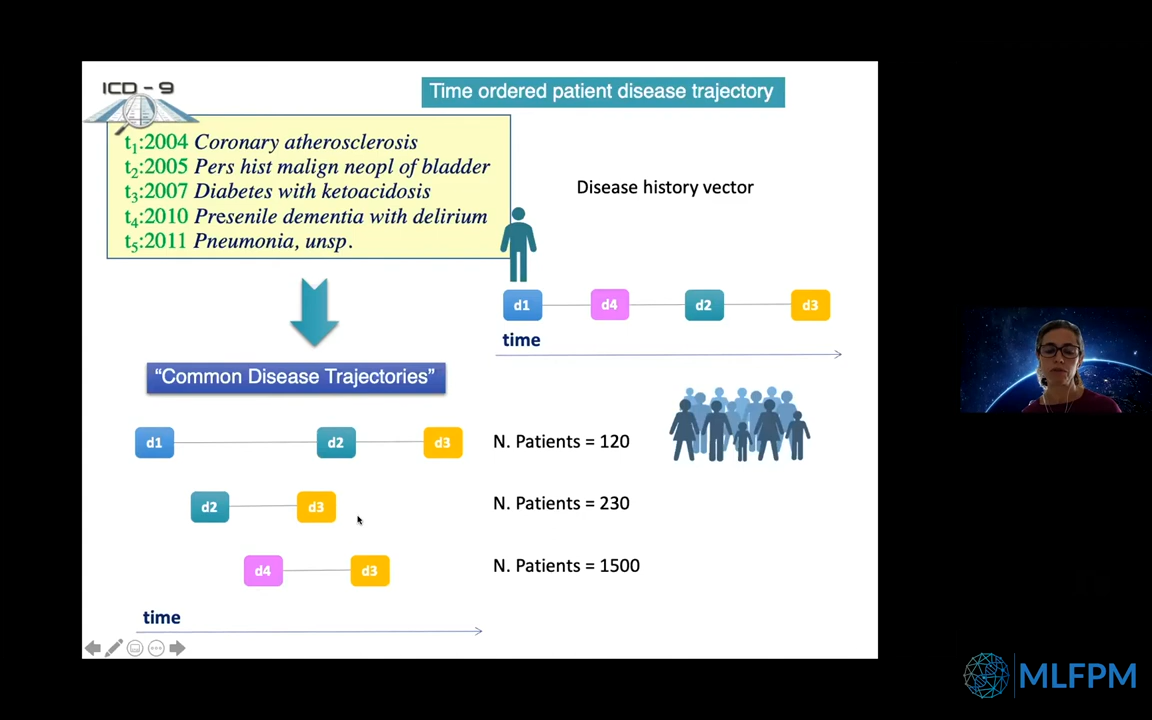 ICD - 9
Time ordered patient disease trajectory
t1:2004 Coronary atherosclerosis
t2:2005 Pers hist malign neopl of bladder
t3:2007 Diabetes with ketoacidosis
t4:2010 Presenile dementia with delirium
t5:2011 Pneumonia, unsp.
Disease history vector
d1 d4 d2 d3
time
"Common Disease Trajectories"
d1 d2 d3 N. Patients = 120
d2 d3 N. Patients = 230
d4 d3 N. Patients = 1500
time
MLFPM